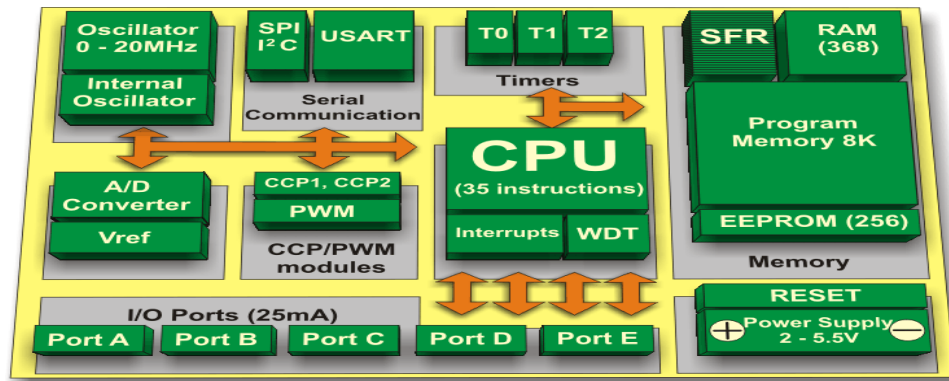 Oscillator
0 - 20MHz
Internal
Oscillator
SPI
I²C
USART
Serial
Communication
T0
T1
T2
Timers
SFR
RAM
(368)
Program
Memory 8K
EEPROM (256)
Memory
CPU
(35 instructions)
Interrupts
WDT
A/D
Converter
Vref
CCP1, CCP2
PWM
CCP/PWM
modules
I/O Ports (25mA)
Port A
Port B
Port C
Port D
Port E
RESET
+
Power Supply
2 - 5.5V
−